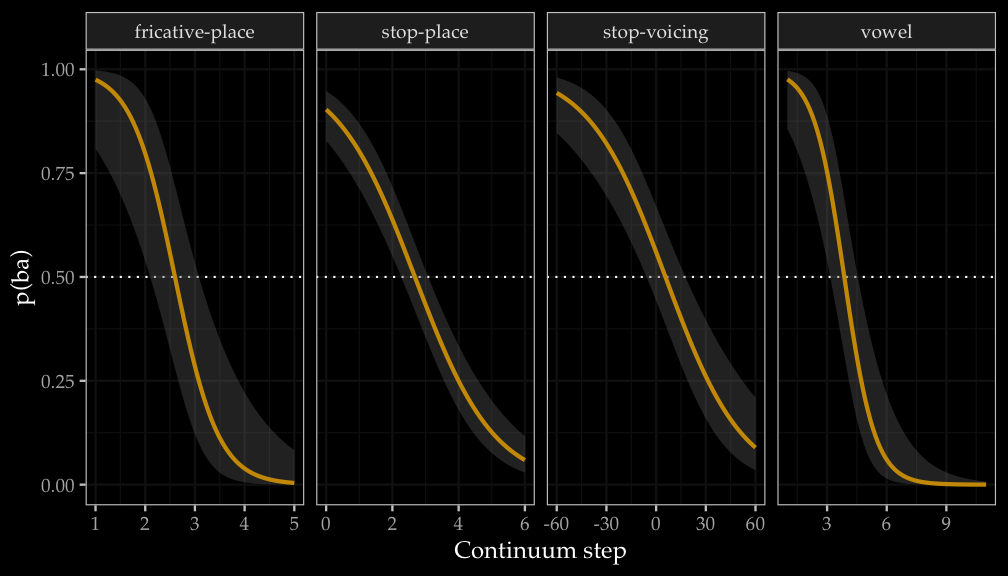 fricative-place stop-place stop-voicing vowel
p(ba)
1.00
0.75
0.50
0.25
0.00
1 2 3 4 5 0 2 4 6 -60 -30 0 30 60 3 6 9
Continuum step